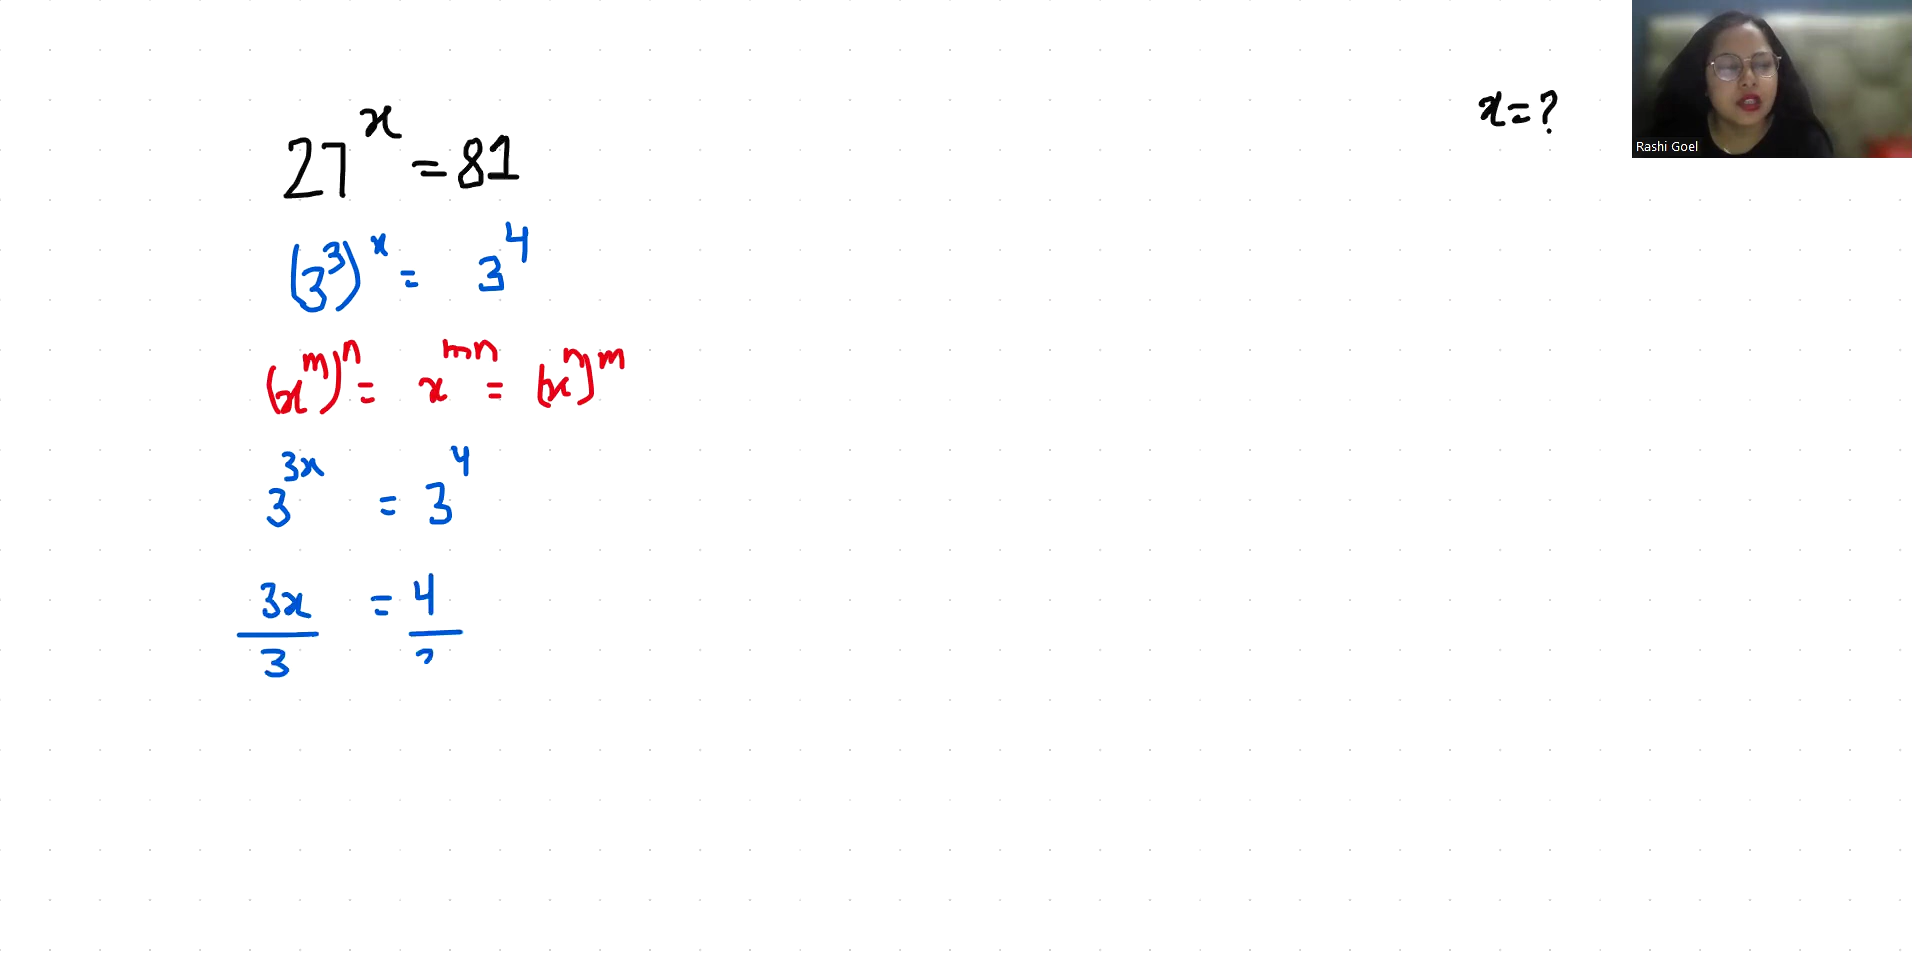 27^x = 81
x = ?
Rashi Goel
(3^3)^x = 3^4
(x^m)^n = x^mn = (x^n)^m
3^3x = 3^4
3x = 4
3